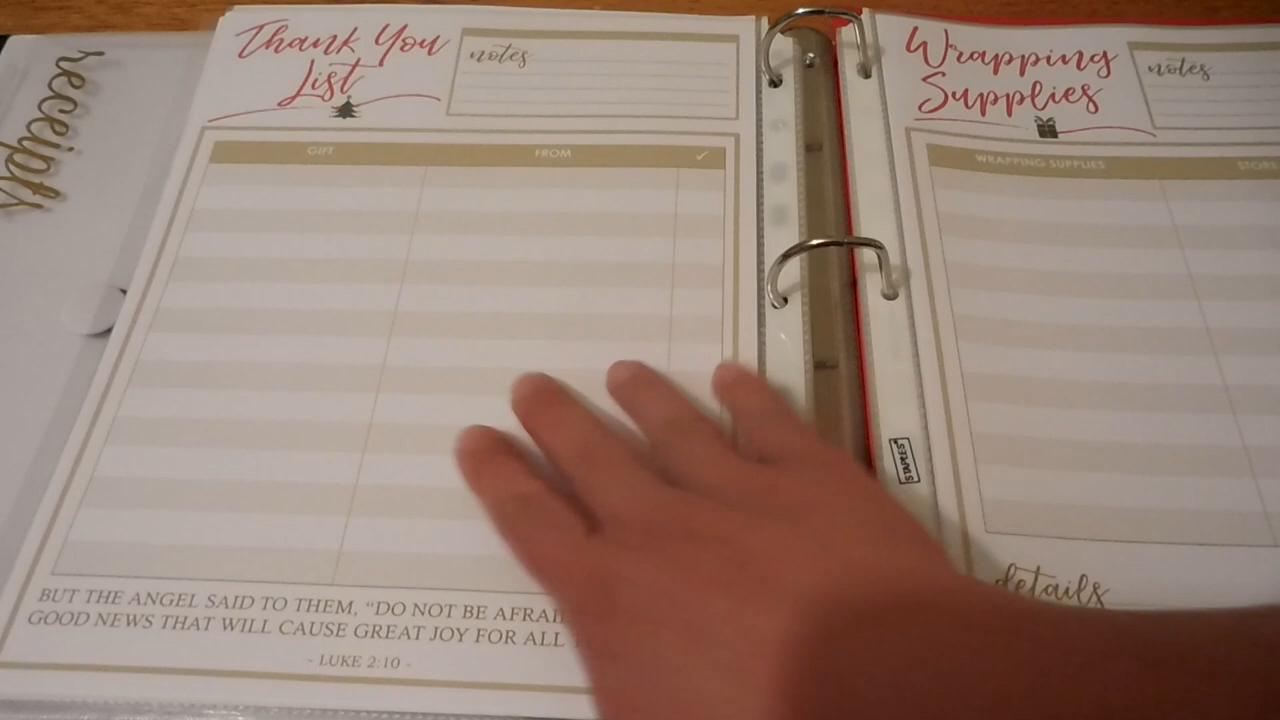 receipts
Thank You
List
notes
GIFT FROM ✓
BUT THE ANGEL SAID TO THEM, “DO NOT BE
GOOD NEWS THAT WILL CAUSE GREAT JOY FOR ALL
- LUKE 2:10 -
Wrapping
Supplies
notes
WRAPPING SUPPLIES
details
STAPLES